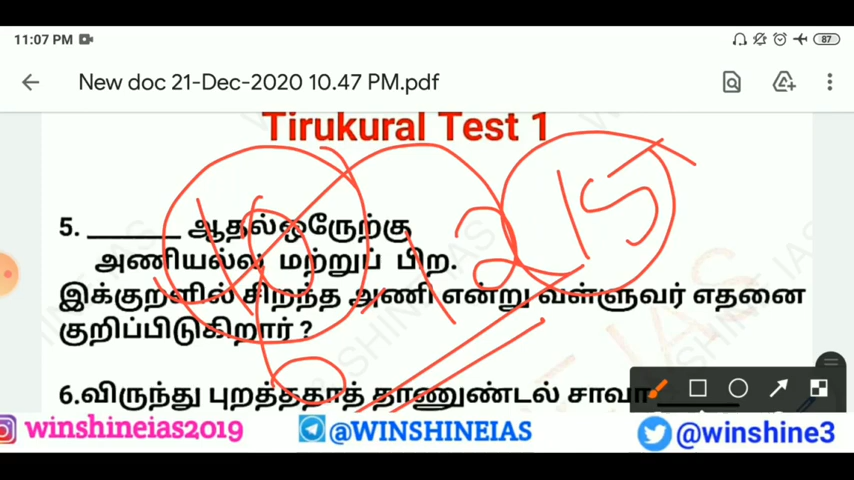 11:07 PM
87
New doc 21-Dec-2020 10.47 PM.pdf
Tirukural Test 1
5. ______ ஆதல்ஒருேற்கு
அணியல்ல மற்றுப் பிற.
இக்குறளில் சிறந்த அணி என்று வள்ளுவர் எதனை
குறிப்பிடுகிறார் ?
6.விருந்து புறத்ததாத் தாணுண்டல் சாவா
winshineias2019
@WINSHINEIAS
@winshine3